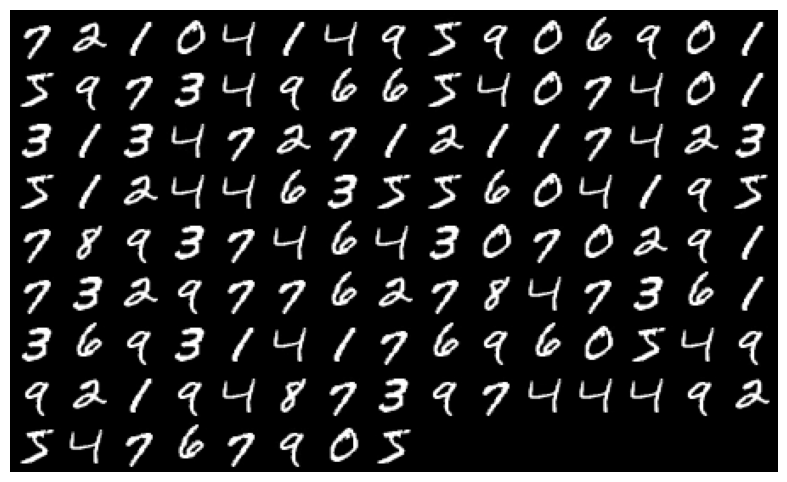 7 2 1 0 4 1 4 9 5 9 0 6 9 0 1
5 9 7 3 4 9 6 6 5 4 0 7 4 0 1
3 1 3 4 7 2 7 1 2 1 1 7 4 2 3
5 1 2 4 4 6 3 5 5 6 0 4 1 9 5
7 8 9 3 7 4 6 4 3 0 7 0 2 9 1
7 3 2 9 7 7 6 2 7 8 4 7 3 6 1
3 6 9 3 1 4 1 7 6 9 6 0 5 4 9
9 2 1 9 4 8 7 3 9 7 4 4 4 9 2
5 4 7 6 7 9 0 5